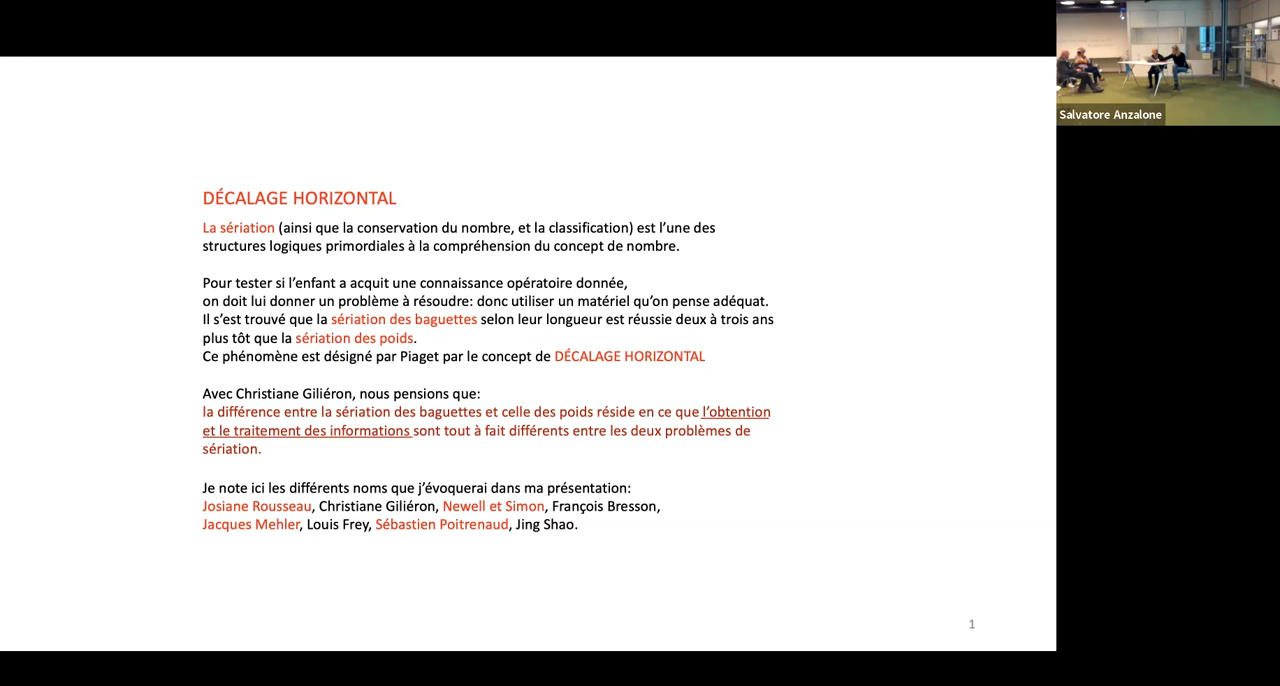 Salvatore Anzalone
DÉCALAGE HORIZONTAL
La sériation (ainsi que la conservation du nombre, et la classification) est l’une des
structures logiques primordiales à la compréhension du concept de nombre.
Pour tester si l’enfant a acquit une connaissance opératoire donnée,
on doit lui donner un problème à résoudre: donc utiliser un matériel qu’on pense adéquat.
Il s’est trouvé que la sériation des baguettes selon leur longueur est réussie deux à trois ans
plus tôt que la sériation des poids.
Ce phénomène est désigné par Piaget par le concept de DÉCALAGE HORIZONTAL
Avec Christiane Giliéron, nous pensions que:
la différence entre la sériation des baguettes et celle des poids réside en ce que l’obtention
et le traitement des informations sont tout à fait différents entre les deux problèmes de
sériation.
Je note ici les différents noms que j’évoquerai dans ma présentation:
Josiane Rousseau, Christiane Giliéron, Newell et Simon, François Bresson,
Jacques Mehler, Louis Frey, Sébastien Poitrenaud, Jing Shao.
1